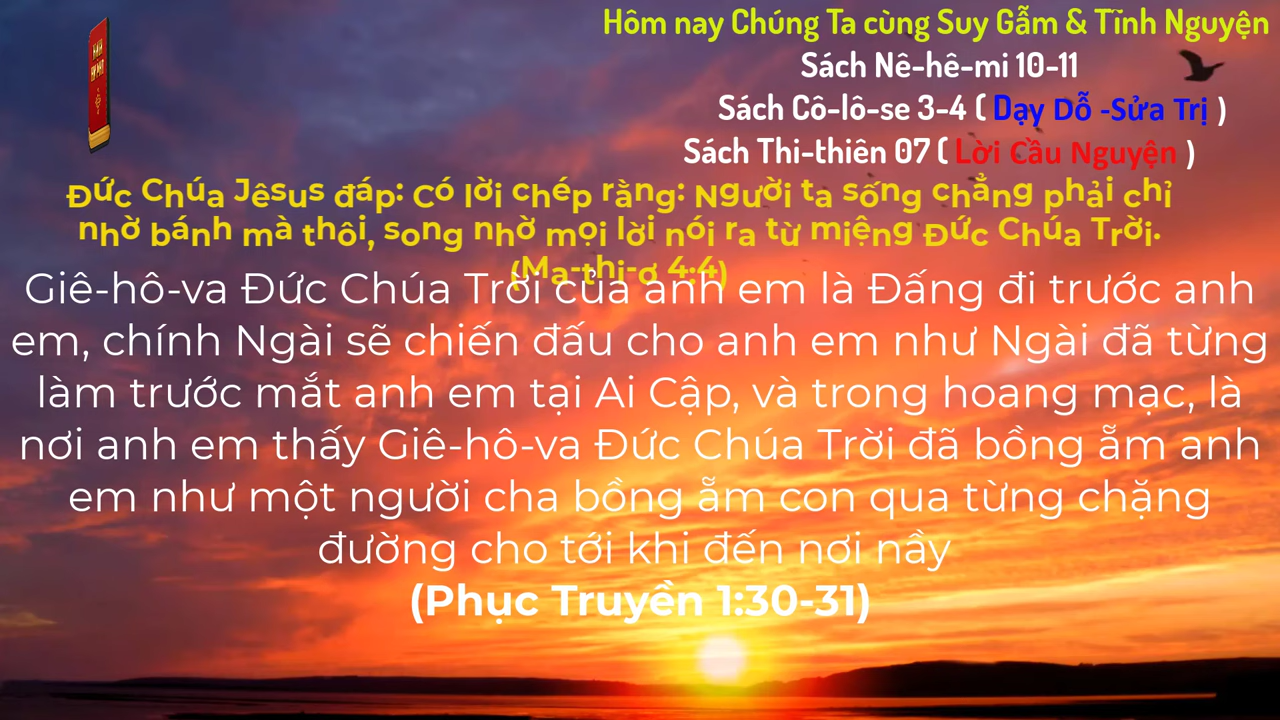 Hôm nay Chúng Ta cùng Suy Gẫm & Tĩnh Nguyện
Sách Nê-hê-mi 10-11
Sách Cô-lô-se 3-4 ( Dạy Dỗ -Sửa Trị )
Sách Thi-thiên 07 ( Lời Cầu Nguyện )
Đức Chúa Jêsus đáp: Có lời chép rằng: Người ta sống chẳng phải chỉ
nhờ bánh mà thôi, song nhờ mọi lời nói ra từ miệng Đức Chúa Trời.
(Ma-thi-ơ 4:4)
Giê-hô-va Đức Chúa Trời của anh em là Đấng đi trước anh
em, chính Ngài sẽ chiến đấu cho anh em như Ngài đã từng
làm trước mắt anh em tại Ai Cập, và trong hoang mạc, là
nơi anh em thấy Giê-hô-va Đức Chúa Trời đã bồng ẵm anh
em như một người cha bồng ẵm con qua từng chặng
đường cho tới khi đến nơi nầy
(Phục Truyền 1:30-31)